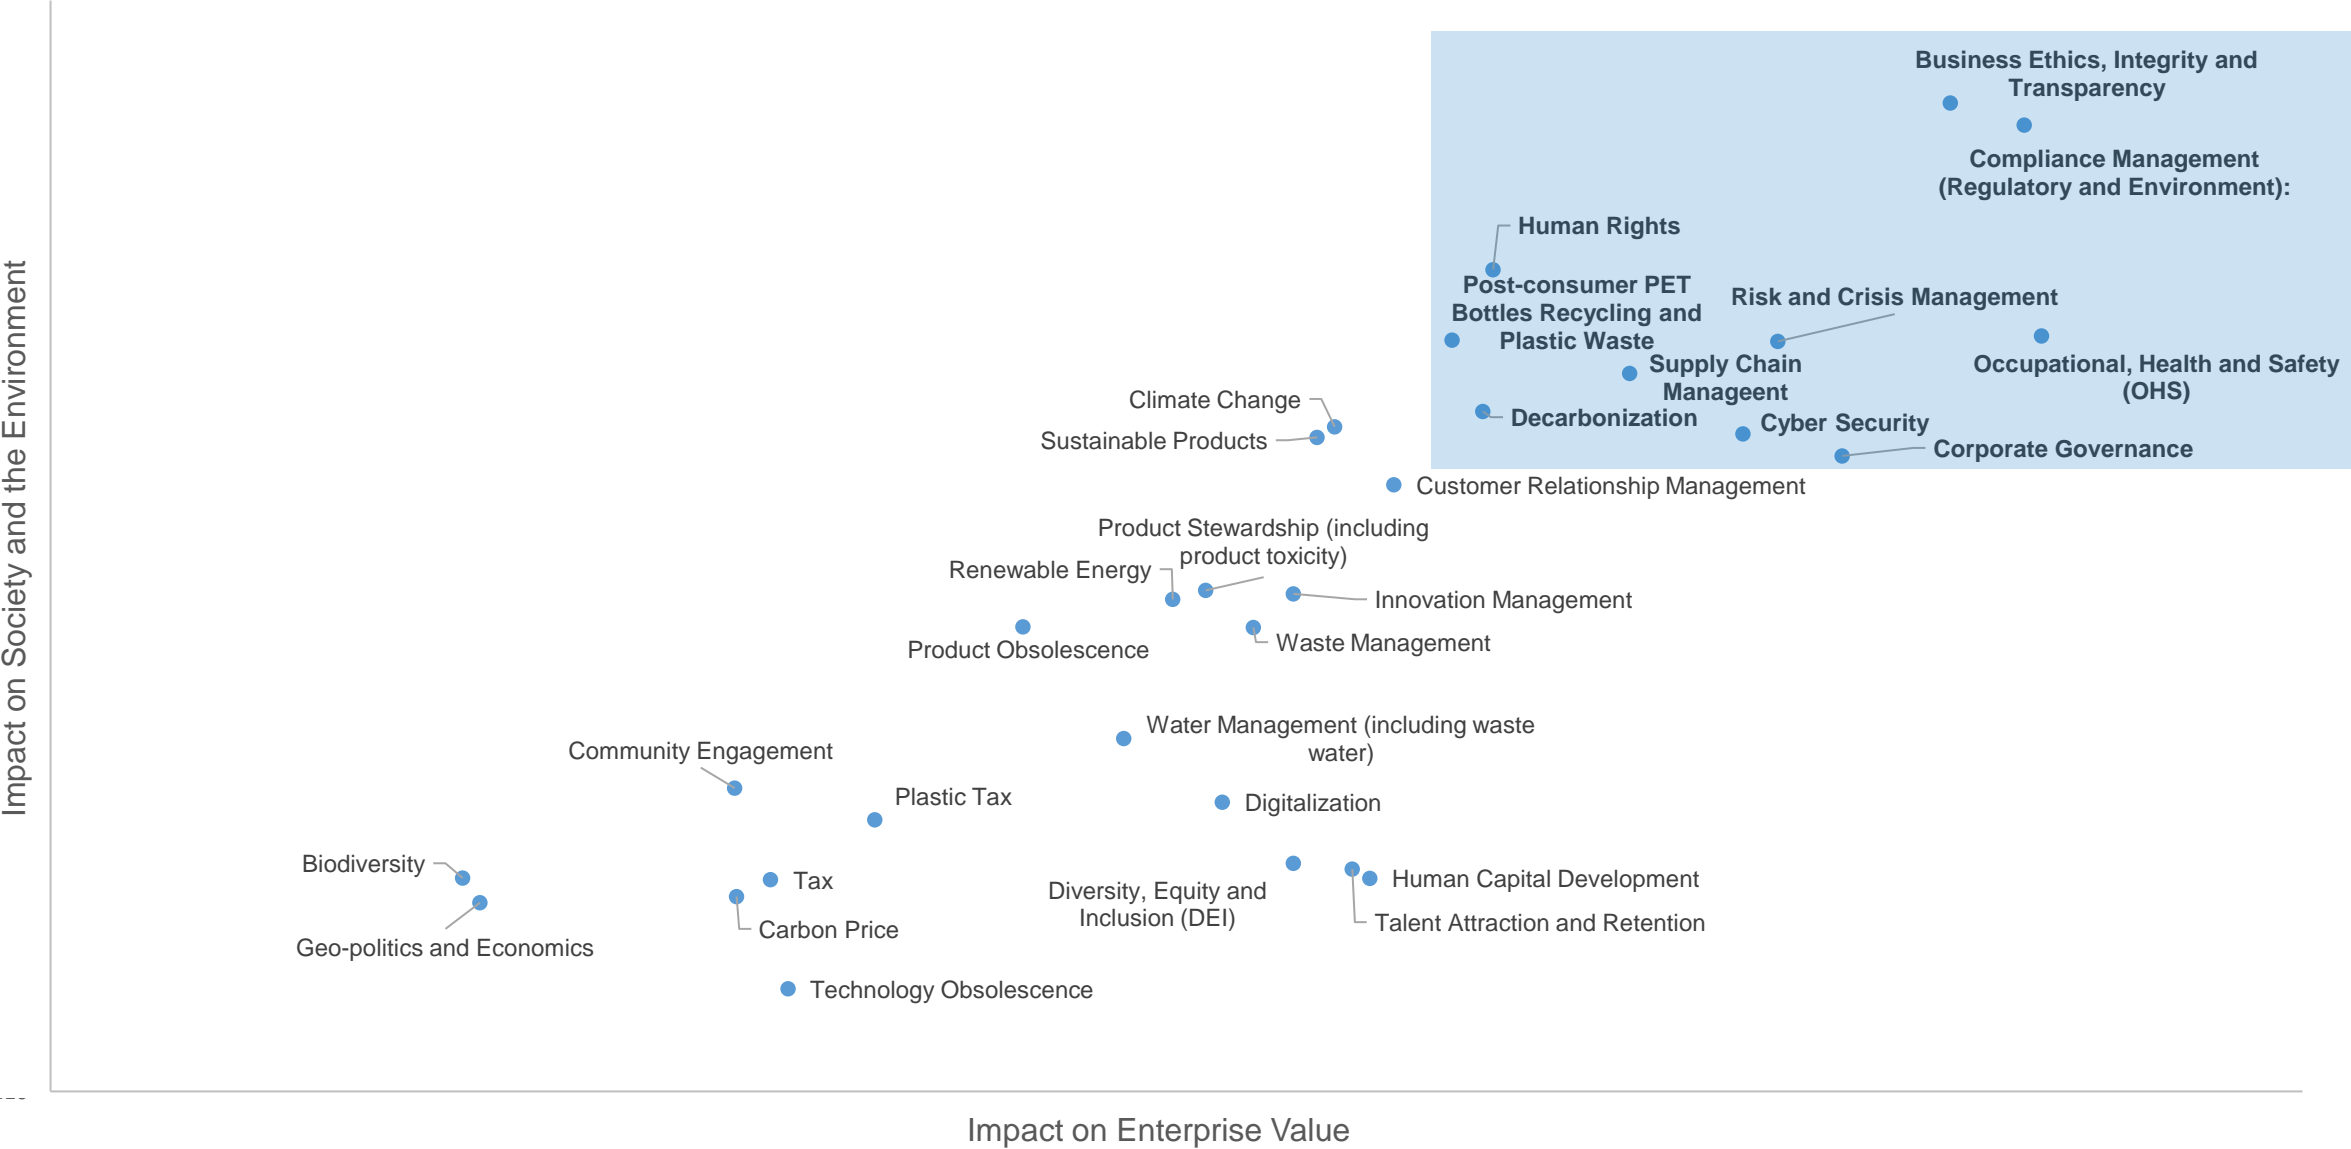 Business Ethics, Integrity and
Transparency
Compliance Management
(Regulatory and Environment):
Human Rights
Post-consumer PET
Bottles Recycling and
Plastic Waste
Risk and Crisis Management
Supply Chain
Manageent
Occupational, Health and Safety
(OHS)
Decarbonization
Cyber Security
Corporate Governance
Climate Change
Sustainable Products
Customer Relationship Management
Product Stewardship (including
product toxicity)
Renewable Energy
Innovation Management
Waste Management
Product Obsolescence
Water Management (including waste
water)
Community Engagement
Plastic Tax
Digitalization
Biodiversity
Tax
Diversity, Equity and
Inclusion (DEI)
Human Capital Development
Carbon Price
Talent Attraction and Retention
Geo-politics and Economics
Technology Obsolescence
Impact on Society and the Environment
Impact on Enterprise Value